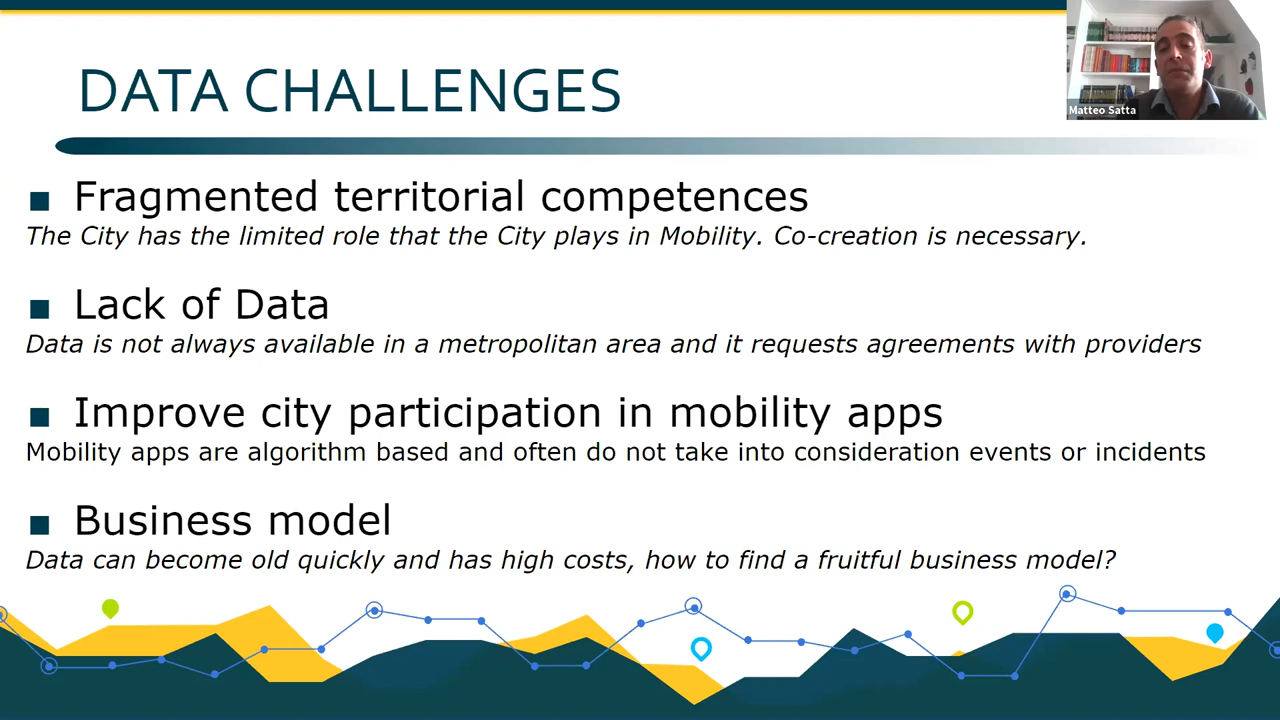 DATA CHALLENGES
Matteo Satta
Fragmented territorial competences
The City has the limited role that the City plays in Mobility. Co-creation is necessary.
Lack of Data
Data is not always available in a metropolitan area and it requests agreements with providers
Improve city participation in mobility apps
Mobility apps are algorithm based and often do not take into consideration events or incidents
Business model
Data can become old quickly and has high costs, how to find a fruitful business model?